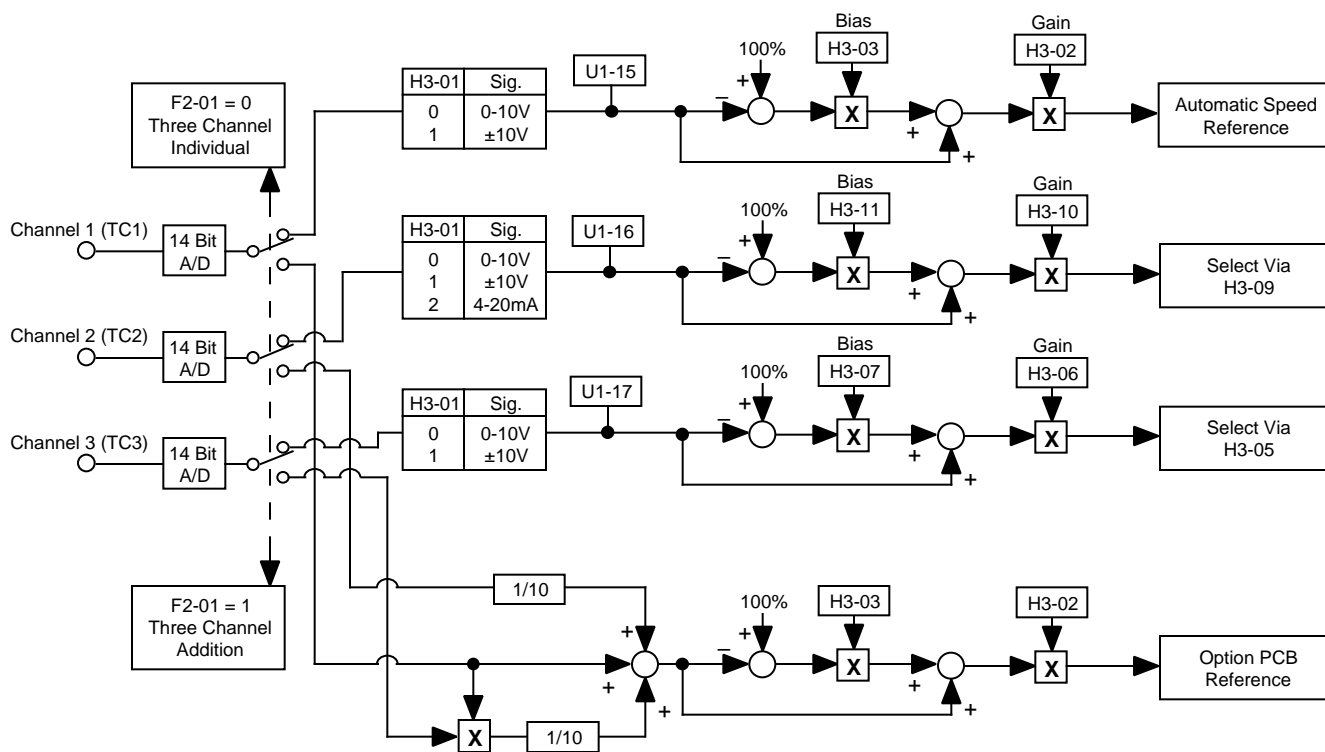 Bias
Gain
100%
H3-03
H3-02
U1-15
F2-01 = 0
Three Channel
Individual
H3-01 Sig.
0 0-10V
1 ±10V
+
–
X
+
+
X
Automatic Speed
Reference
Channel 1 (TC1)
14 Bit
A/D
Bias
Gain
100%
H3-11
H3-10
U1-16
H3-01 Sig.
0 0-10V
1 ±10V
2 4-20mA
+
–
X
+
+
X
Select Via
H3-09
Channel 2 (TC2)
14 Bit
A/D
Bias
Gain
100%
H3-07
H3-06
U1-17
H3-01 Sig.
0 0-10V
1 ±10V
+
–
X
+
+
X
Select Via
H3-05
Channel 3 (TC3)
14 Bit
A/D
F2-01 = 1
Three Channel
Addition
1/10
100%
H3-03
H3-02
+
+
+
X
1/10
+
–
X
+
+
X
Option PCB
Reference